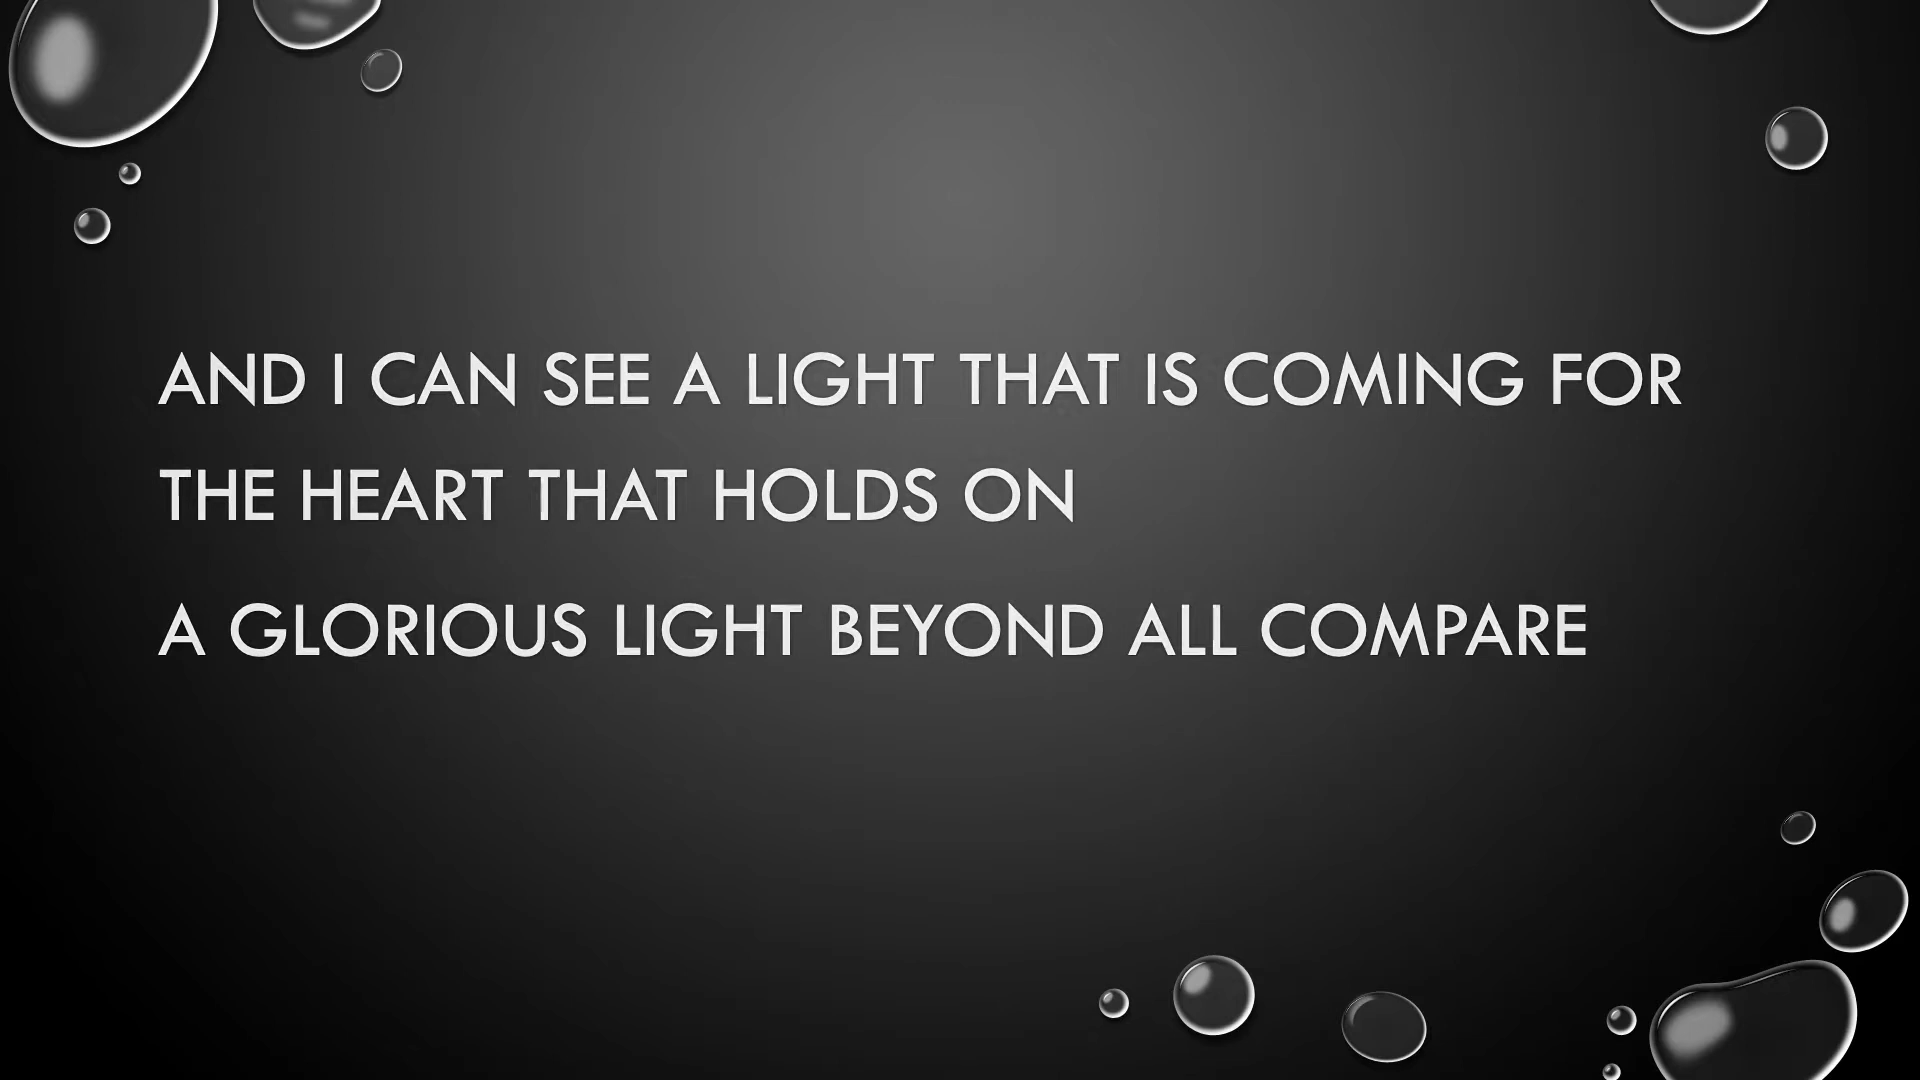 AND I CAN SEE A LIGHT THAT IS COMING FOR
THE HEART THAT HOLDS ON
A GLORIOUS LIGHT BEYOND ALL COMPARE